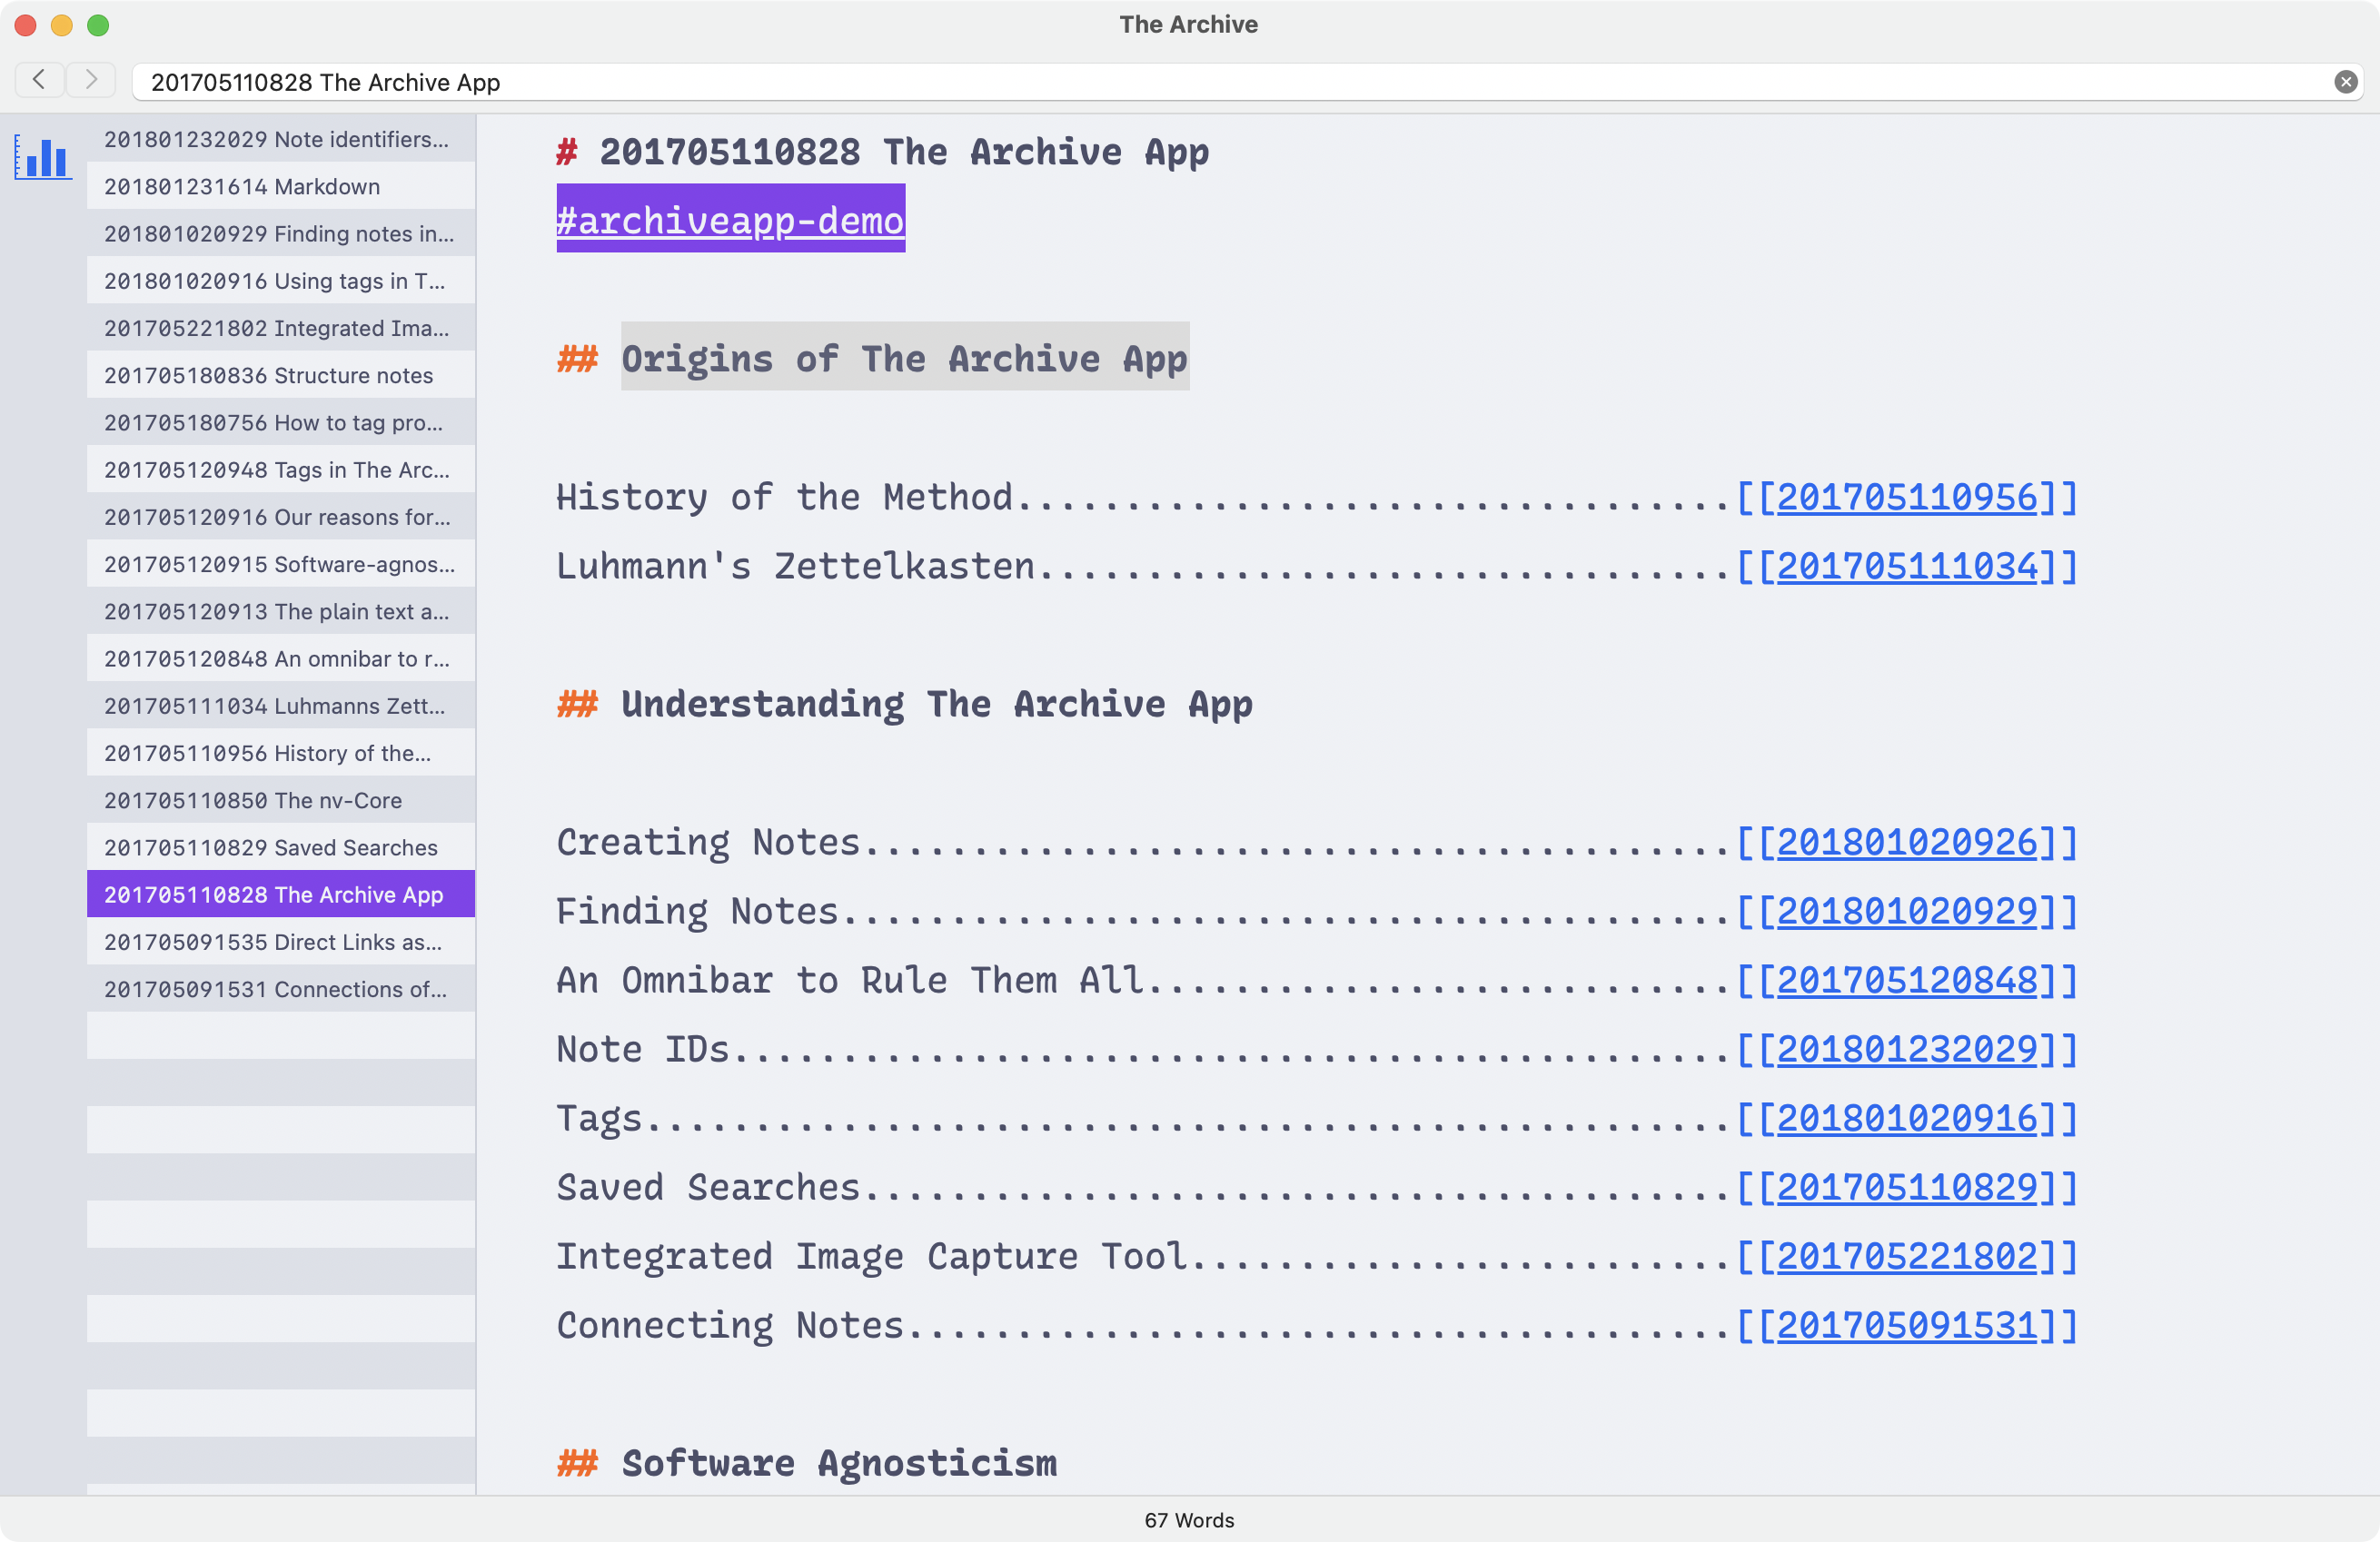 The Archive
201705110828 The Archive App
201801232029 Note identifiers...
201801231614 Markdown
201801020929 Finding notes in...
201801020916 Using tags in T...
201705221802 Integrated Ima...
201705180836 Structure notes
201705180756 How to tag pro...
201705120948 Tags in The Arc...
201705120916 Our reasons for...
201705120915 Software-agnos...
201705120913 The plain text a...
201705120848 An omnibar to r...
201705111034 Luhmanns Zett...
201705110956 History of the...
201705110850 The nv-Core
201705110829 Saved Searches
201705110828 The Archive App
201705091535 Direct Links as...
201705091531 Connections of...
# 201705110828 The Archive App
#archiveapp-demo
## Origins of The Archive App
History of the Method.................................[[201705110956]]
Luhmann's Zettelkasten................................[[201705111034]]
## Understanding The Archive App
Creating Notes........................................[[201801020926]]
Finding Notes.........................................[[201801020929]]
An Omnibar to Rule Them All...........................[[201705120848]]
Note IDs..............................................[[201801232029]]
Tags..................................................[[201801020916]]
Saved Searches........................................[[201705110829]]
Integrated Image Capture Tool.........................[[201705221802]]
Connecting Notes......................................[[201705091531]]
## Software Agnosticism
67 Words